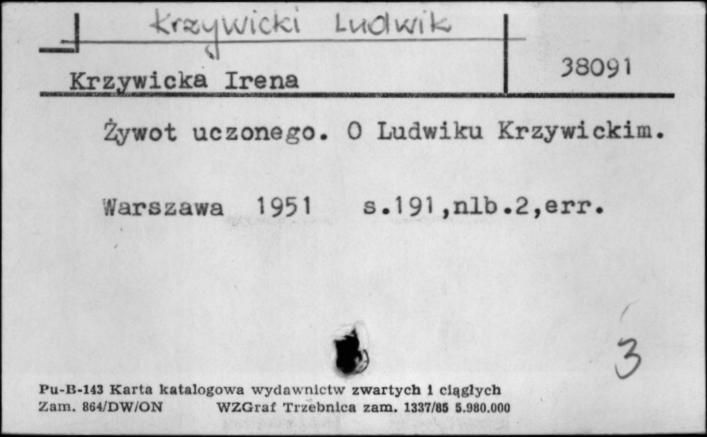 Krzywicki Ludwik
38091
Krzywicka Irena
Żywot uczonego. O Ludwiku Krzywickim.
Warszawa 1951 s.191,nlb.2,err.
3
Pu-B-143 Karta katalogowa wydawnictw zwartych i ciągłych
Zam. 864/DW/ON WZGraf Trzebnica zam. 1337/85 5.980.000